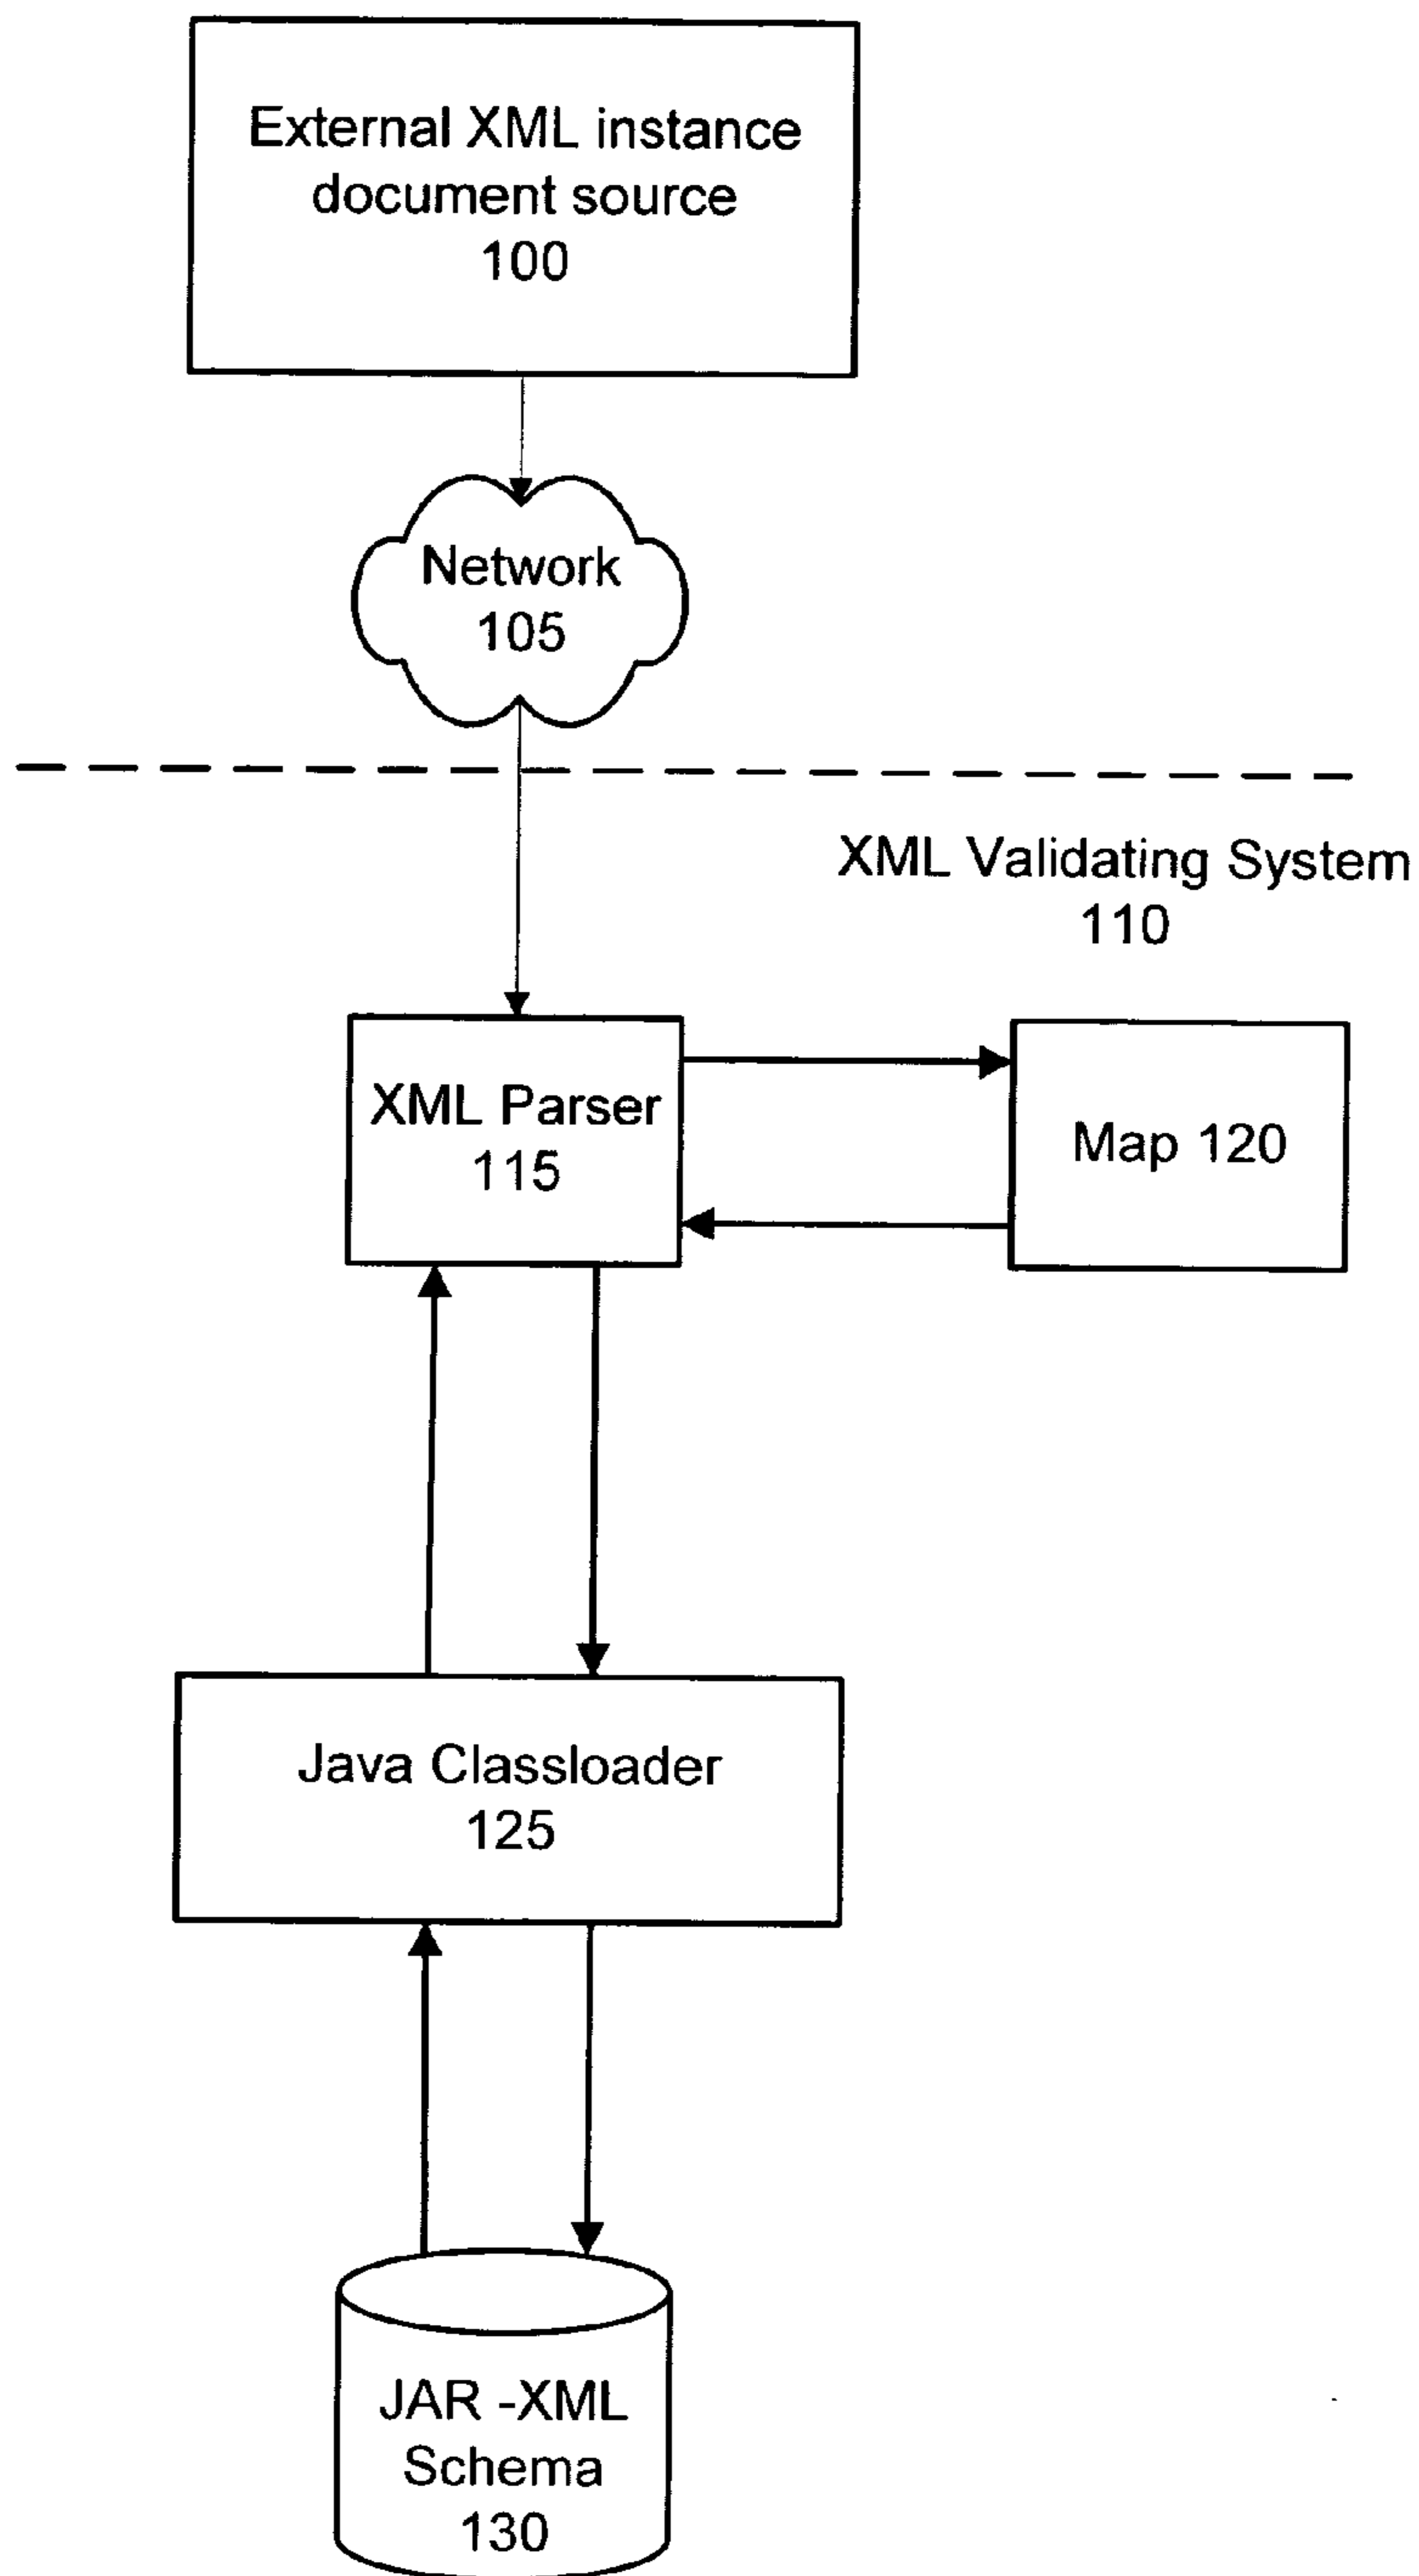 External XML instance
document source
100
Network
105
XML Validating System
110
XML Parser
115
Map 120
Java Classloader
125
JAR -XML
Schema
130